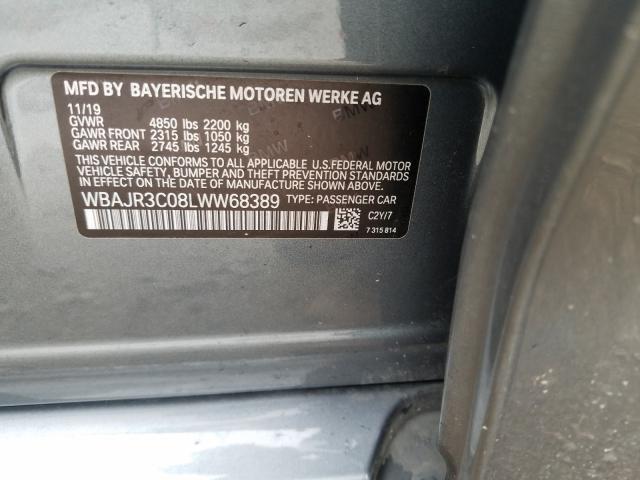 MFD BY BAYERISCHE MOTOREN WERKE AG
11/19
GVWR 4850 lbs 2200 kg
GAWR FRONT 2315 lbs 1050 kg
GAWR REAR 2745 lbs 1245 kg
THIS VEHICLE CONFORMS TO ALL APPLICABLE U.S.FEDERAL MOTOR
VEHICLE SAFETY, BUMPER, AND THEFT PREVENTION STANDARDS
IN EFFECT ON THE DATE OF MANUFACTURE SHOWN ABOVE.
WBAJR3C08LWW68389 TYPE: PASSENGER CAR
C2Y/7
7 315 814